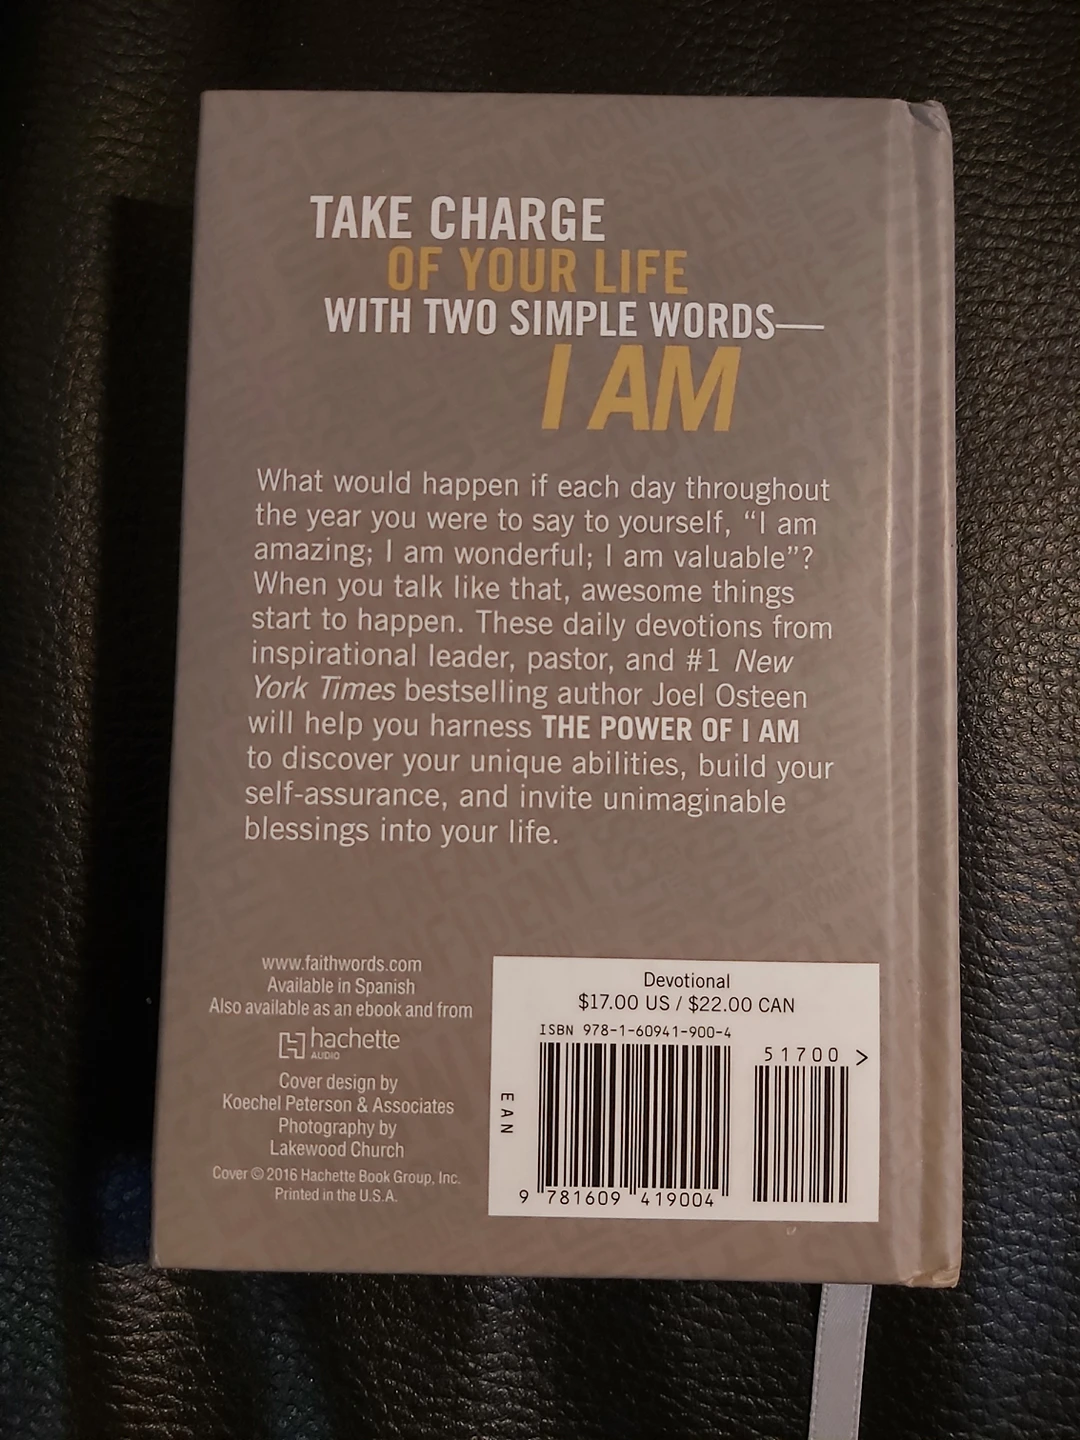 TAKE CHARGE
OF YOUR LIFE
WITH TWO SIMPLE WORDS—
I AM
What would happen if each day throughout
the year you were to say to yourself, “I am
amazing; I am wonderful; I am valuable”?
When you talk like that, awesome things
start to happen. These daily devotions from
inspirational leader, pastor, and #1 New
York Times bestselling author Joel Osteen
will help you harness THE POWER OF I AM
to discover your unique abilities, build your
self-assurance, and invite unimaginable
blessings into your life.
www.faithwords.com
Available in Spanish
Also available as an ebook and from
hachette
AUDIO
Cover design by
Koechel Peterson & Associates
Photography by
Lakewood Church
Cover © 2016 Hachette Book Group, Inc.
Printed in the U.S.A.
Devotional
$17.00 US / $22.00 CAN
ISBN 978-1-60941-900-4
51700 >
EAN
9 781609 419004